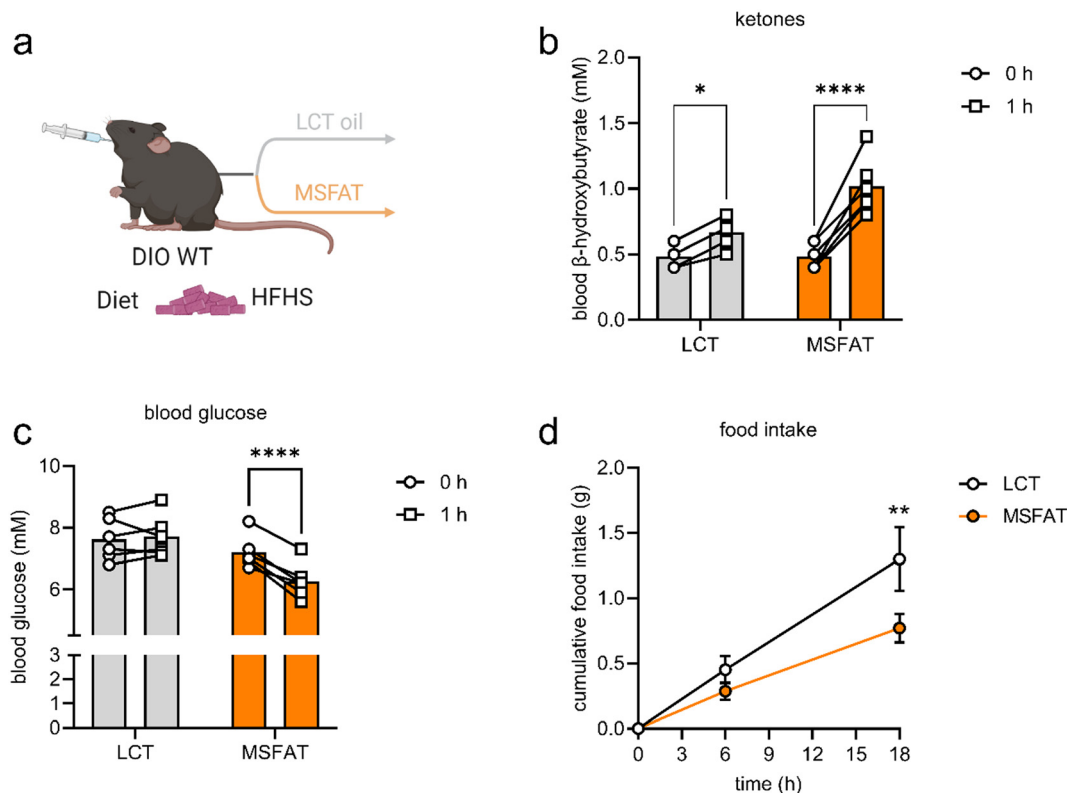 a
LCT oil
MSFAT
DIO WT
Diet
HFHS
b
ketones
blood β-hydroxybutyrate (mM)
2.0
1.5
1.0
0.5
0.0
*
****
LCT
MSFAT
0 h
1 h
c
blood glucose
blood glucose (mM)
10
8
6
3
2
1
0
****
LCT
MSFAT
0 h
1 h
d
food intake
cumulative food intake (g)
2.0
1.5
1.0
0.5
0.0
**
0 3 6 9 12 15 18
time (h)
LCT
MSFAT